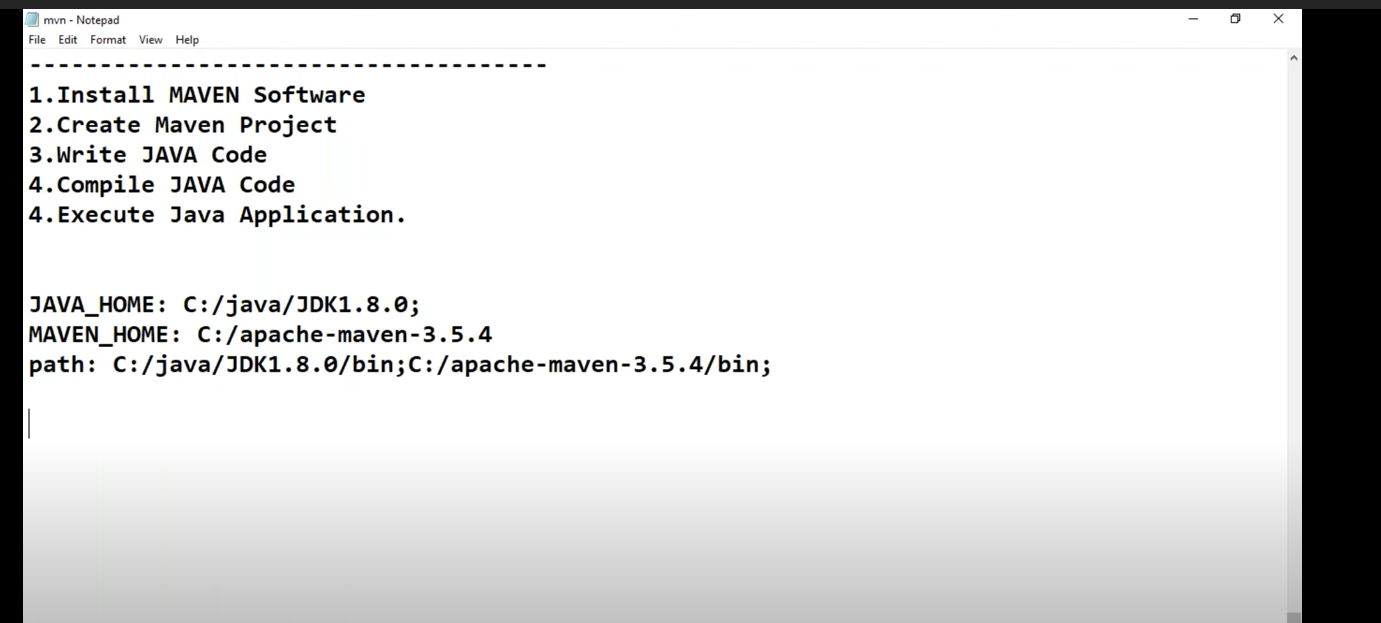 mvn - Notepad
File Edit Format View Help
-------------------------------------
1.Install MAVEN Software
2.Create Maven Project
3.Write JAVA Code
4.Compile JAVA Code
4.Execute Java Application.
JAVA_HOME: C:/java/JDK1.8.0;
MAVEN_HOME: C:/apache-maven-3.5.4
path: C:/java/JDK1.8.0/bin;C:/apache-maven-3.5.4/bin;